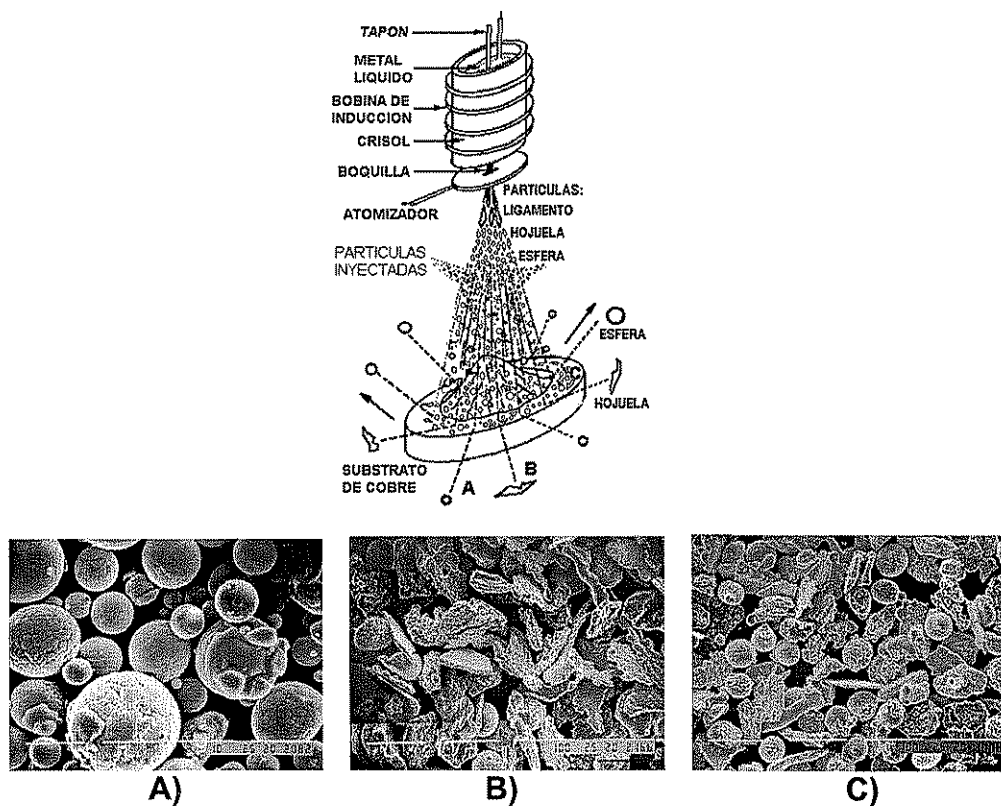 TAPON
METAL
LIQUIDO
BOBINA DE
INDUCCION
CRISOL
BOQUILLA
ATOMIZADOR
PARTICULAS:
LIGAMENTO
HOJUELA
ESFERA
PARTICULAS
INYECTADAS
ESFERA
C
HOJUELA
SUBSTRATO
DE COBRE
A
B
A)
B)
C)